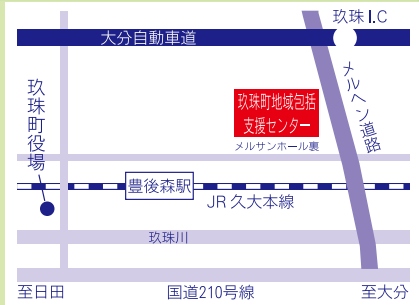 玖珠I.C
大分自動車道
メルヘン道路
玖珠町地域包括
支援センター
メルサンホール裏
玖珠町役場
豊後森駅
JR久大本線
玖珠川
至日田
国道210号線
至大分